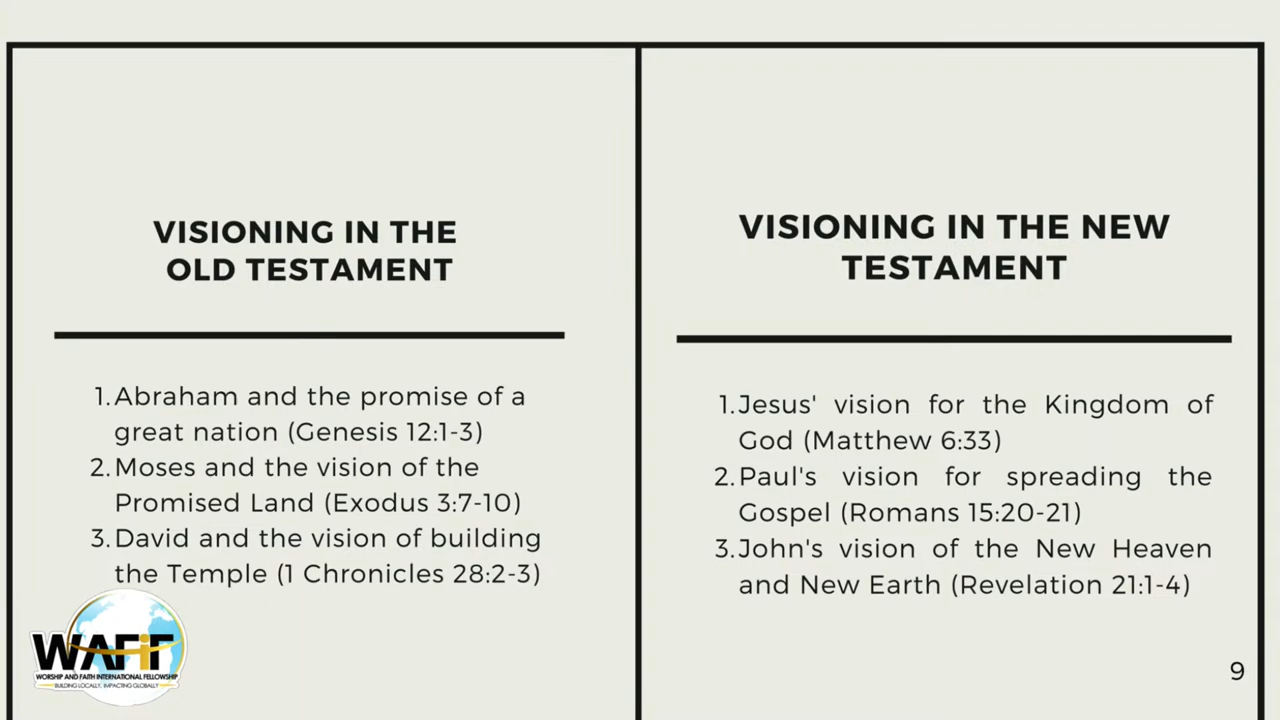 VISIONING IN THE
OLD TESTAMENT
1.Abraham and the promise of a
great nation (Genesis 12:1-3)
2.Moses and the vision of the
Promised Land (Exodus 3:7-10)
3.David and the vision of building
the Temple (1 Chronicles 28:2-3)
VISIONING IN THE NEW
TESTAMENT
1.Jesus' vision for the Kingdom of
God (Matthew 6:33)
2.Paul's vision for spreading the
Gospel (Romans 15:20-21)
3.John's vision of the New Heaven
and New Earth (Revelation 21:1-4)
WAFIF
WORSHIP AND FAITH INTERNATIONAL FELLOWSHIP
BUILDING LOCALLY, IMPACTING GLOBALLY
9